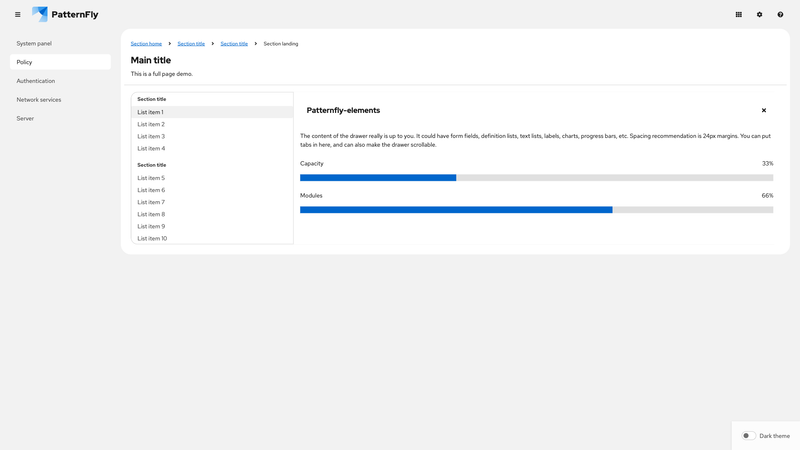 PatternFly
System panel
Policy
Authentication
Network services
Server
Section home
Section title
Section title
Section landing
Main title
This is a full page demo.
Section title
List item 1
List item 2
List item 3
List item 4
Section title
List item 5
List item 6
List item 7
List item 8
List item 9
List item 10
Patternfly-elements
The content of the drawer really is up to you. It could have form fields, definition lists, text lists, labels, charts, progress bars, etc. Spacing recommendation is 24px margins. You can put
tabs in here, and can also make the drawer scrollable.
Capacity
33%
Modules
66%
Dark theme